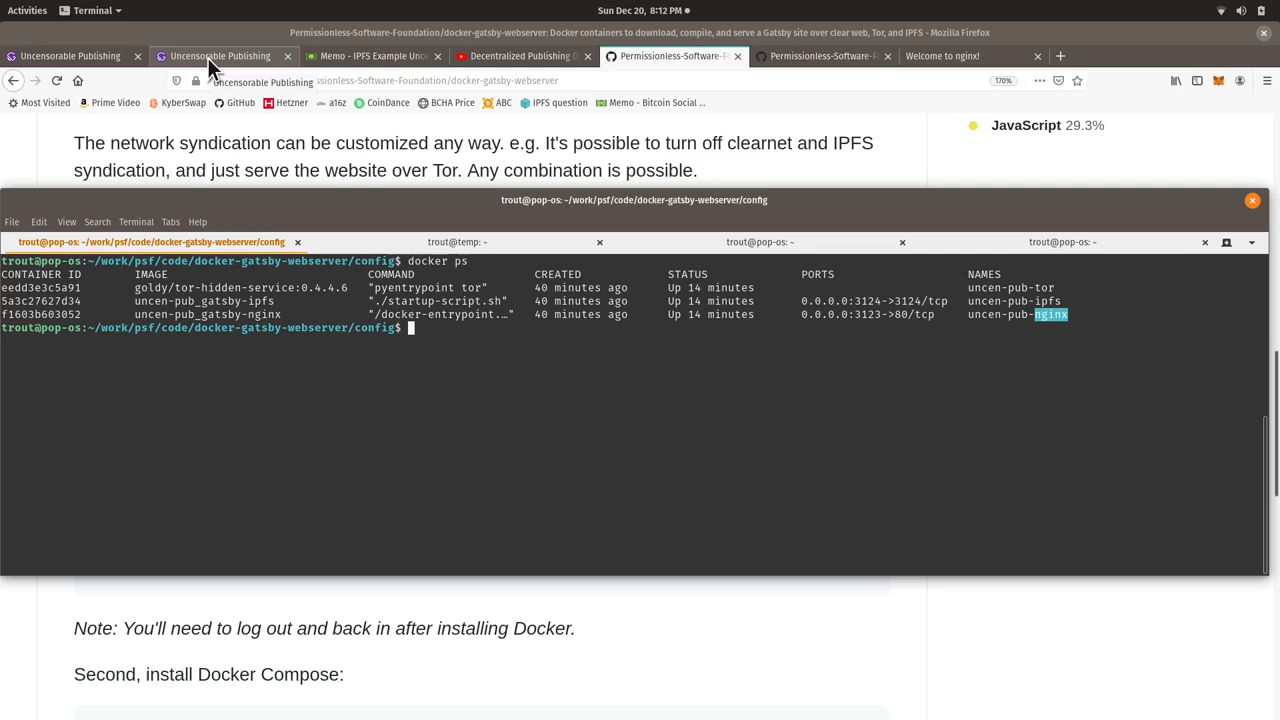 Activities
Terminal
Sun Dec 20, 8:12 PM
Permissionless-Software-Foundation/docker-gatsby-webserver: Docker containers to download, compile, and serve a Gatsby site over clear web, Tor, and IPFS - Mozilla Firefox
Uncensorable Publishing
Uncensorable Publishing
Memo - IPFS Example Unce
Decentralized Publishing O
Permissionless-Software-Fo
Permissionless-Software-Fo
Welcome to nginx!
Uncensorable Publishing
ssionless-Software-Foundation/docker-gatsby-webserver
170%
Most Visited
Prime Video
KyberSwap
GitHub
Hetzner
a16z
CoinDance
BCHA Price
ABC
IPFS question
Memo - Bitcoin Social ...
The network syndication can be customized any way. e.g. It's possible to turn off clearnet and IPFS
syndication, and just serve the website over Tor. Any combination is possible.
JavaScript 29.3%
trout@pop-os: ~/work/psf/code/docker-gatsby-webserver/config
File Edit View Search Terminal Tabs Help
trout@pop-os: ~/work/psf/code/docker-gatsby-webserver/config
trout@temp: ~
trout@pop-os: ~
trout@pop-os: ~
trout@pop-os:~/work/psf/code/docker-gatsby-webserver/config$ docker ps
CONTAINER ID IMAGE COMMAND CREATED STATUS PORTS NAMES
eedd3e3c5a91 goldy/tor-hidden-service:0.4.4.6 "pyentrypoint tor" 40 minutes ago Up 14 minutes uncen-pub-tor
5a3c27627d34 uncen-pub_gatsby-ipfs "./startup-script.sh" 40 minutes ago Up 14 minutes 0.0.0.0:3124->3124/tcp uncen-pub-ipfs
f1603b603052 uncen-pub_gatsby-nginx "/docker-entrypoint.…" 40 minutes ago Up 14 minutes 0.0.0.0:3123->80/tcp uncen-pub-nginx
trout@pop-os:~/work/psf/code/docker-gatsby-webserver/config$
Note: You'll need to log out and back in after installing Docker.
Second, install Docker Compose: